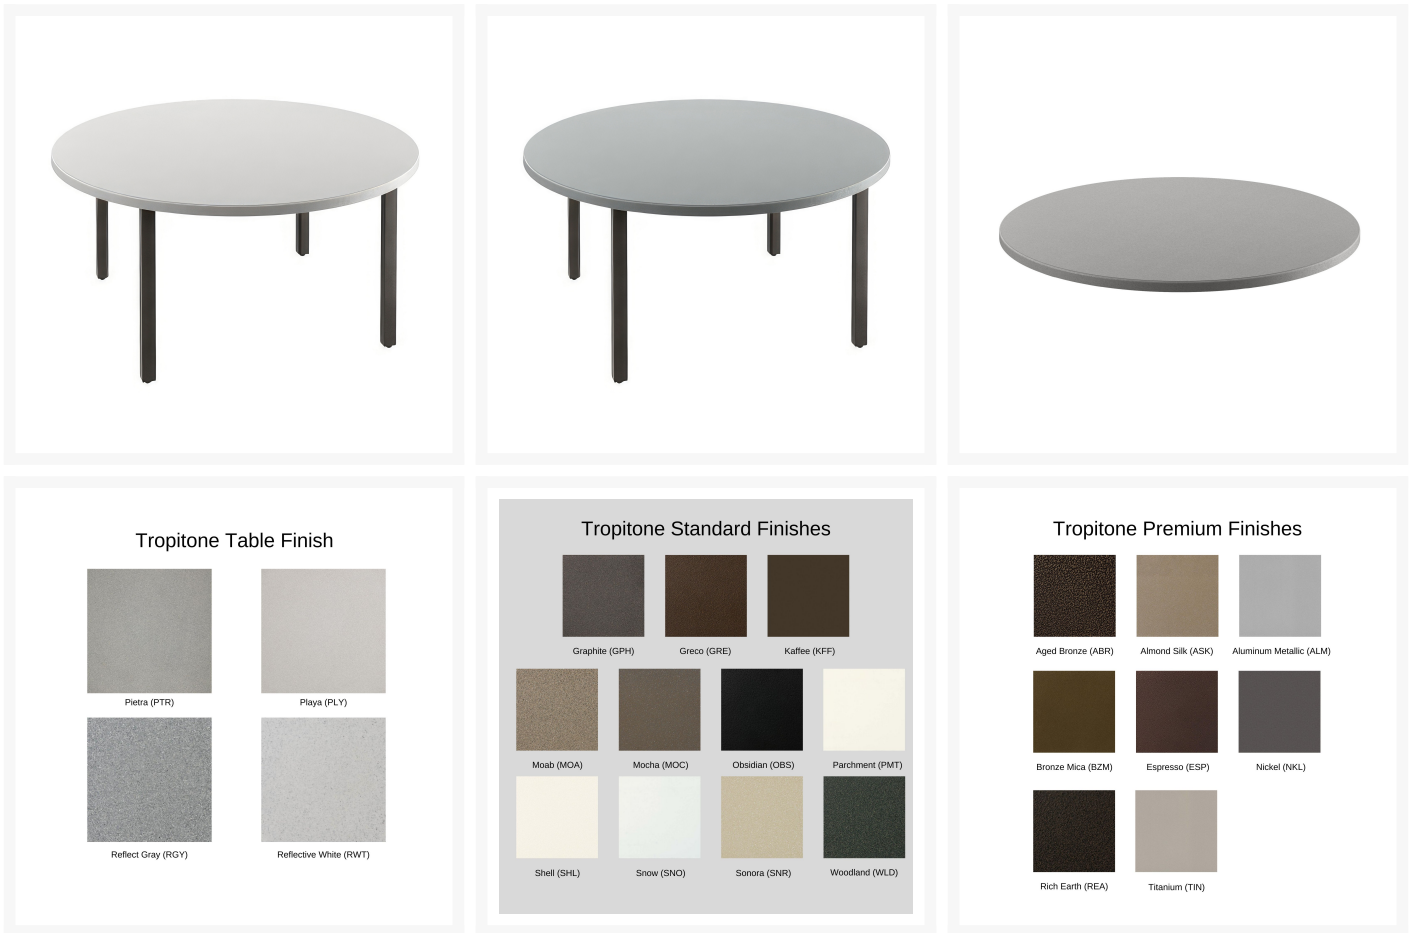 Tropitone Table Finish
Pietra (PTR)
Playa (PLY)
Reflect Gray (RGY)
Reflective White (RWT)
Tropitone Standard Finishes
Graphite (GPH)
Greco (GRE)
Kaffee (KFF)
Moab (MOA)
Mocha (MOC)
Obsidian (OBS)
Parchment (PMT)
Shell (SHL)
Snow (SNO)
Sonora (SNR)
Woodland (WLD)
Tropitone Premium Finishes
Aged Bronze (ABR)
Almond Silk (ASK)
Aluminum Metallic (ALM)
Bronze Mica (BZM)
Espresso (ESP)
Nickel (NKL)
Rich Earth (REA)
Titanium (TIN)